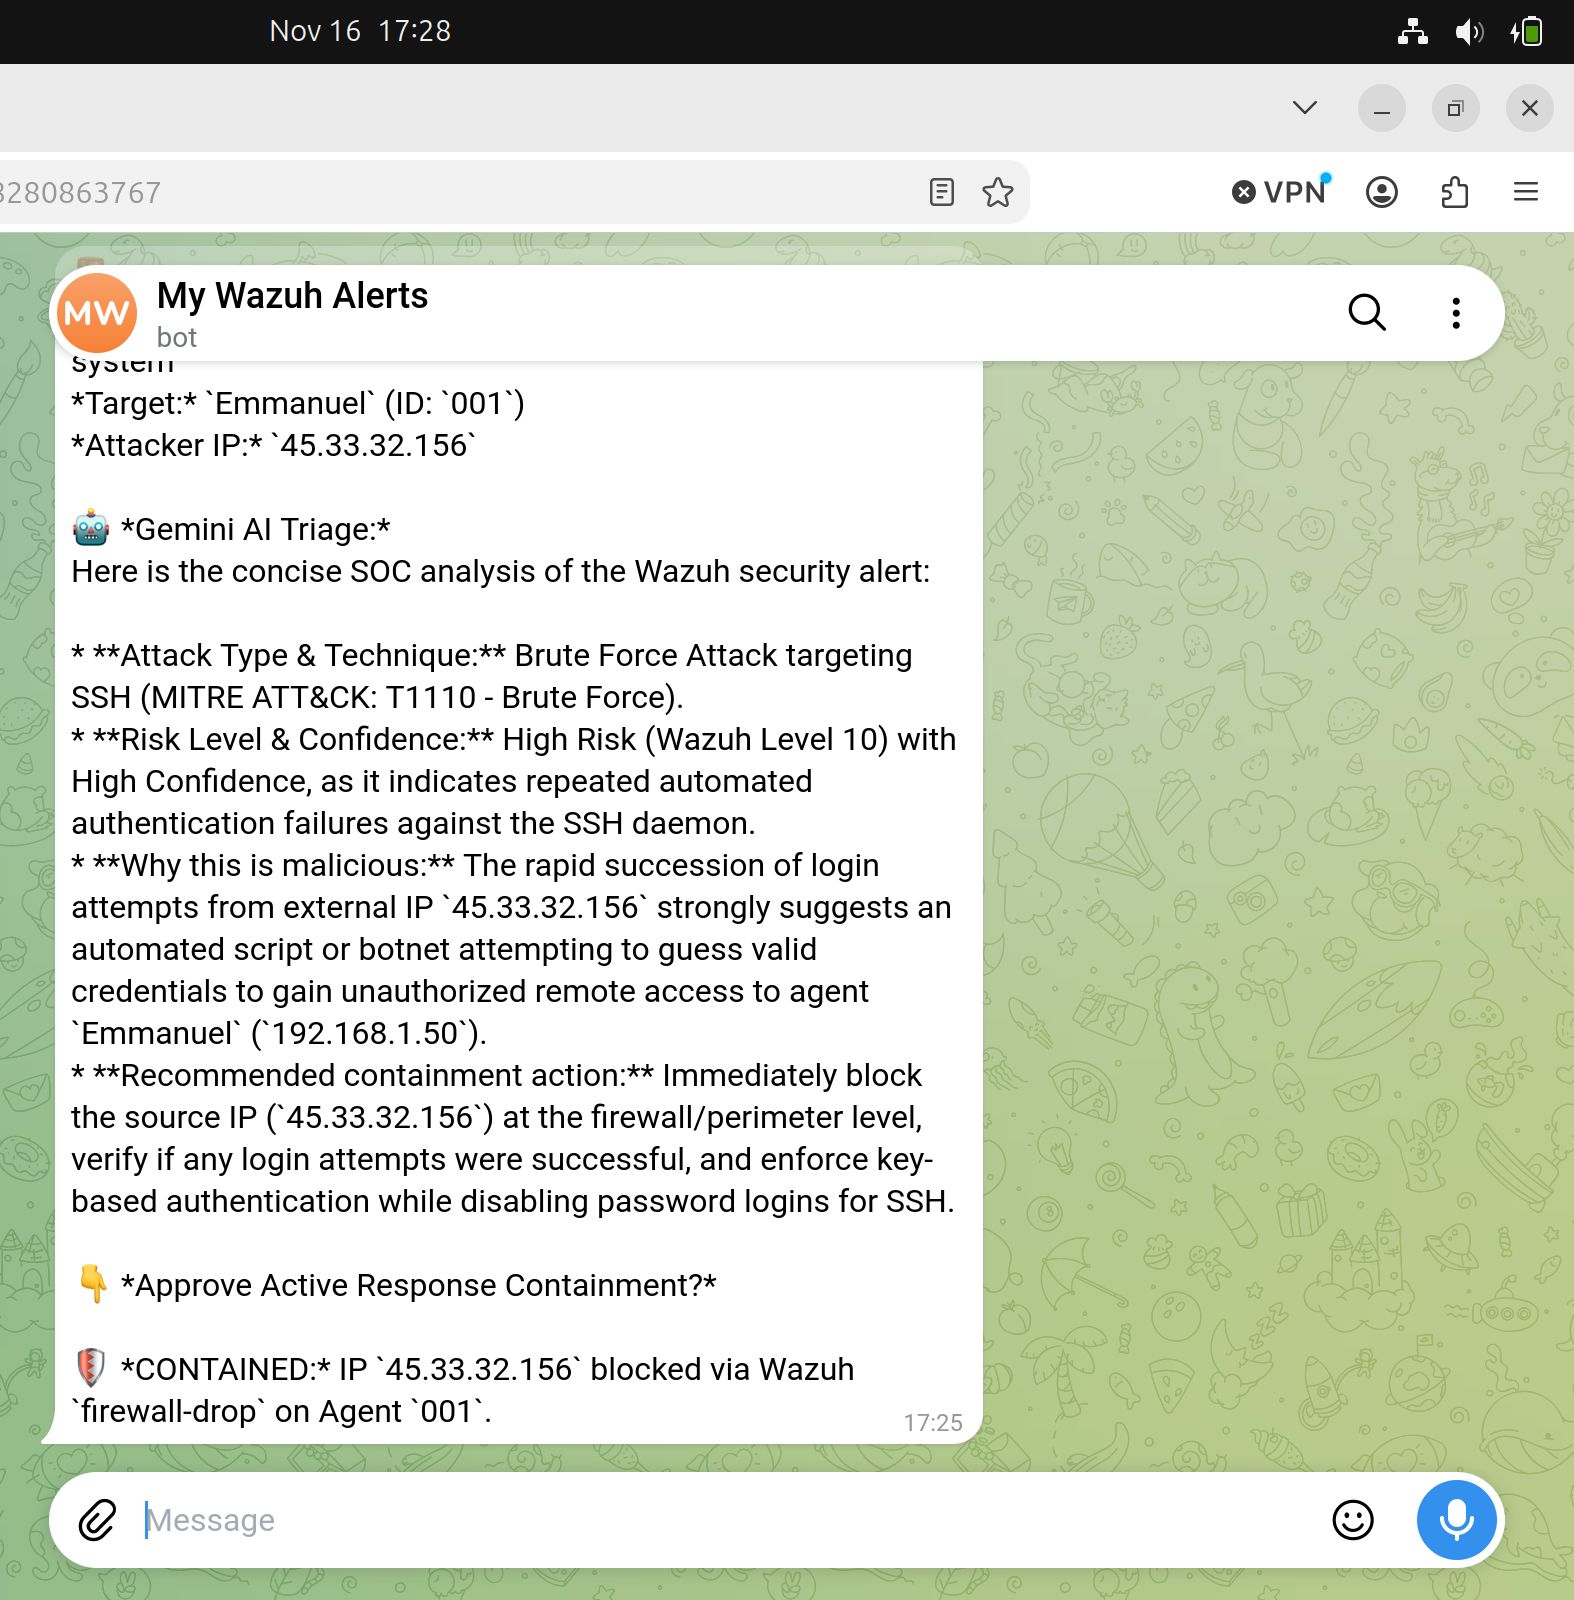 Nov 16 17:28
3280863767
VPN
MW
My Wazuh Alerts
bot
system
*Target:* `Emmanuel` (ID: `001`)
*Attacker IP:* `45.33.32.156`
🤖 *Gemini AI Triage:*
Here is the concise SOC analysis of the Wazuh security alert:
* **Attack Type & Technique:** Brute Force Attack targeting
SSH (MITRE ATT&CK: T1110 - Brute Force).
* **Risk Level & Confidence:** High Risk (Wazuh Level 10) with
High Confidence, as it indicates repeated automated
authentication failures against the SSH daemon.
* **Why this is malicious:** The rapid succession of login
attempts from external IP `45.33.32.156` strongly suggests an
automated script or botnet attempting to guess valid
credentials to gain unauthorized remote access to agent
`Emmanuel` (`192.168.1.50`).
* **Recommended containment action:** Immediately block
the source IP (`45.33.32.156`) at the firewall/perimeter level,
verify if any login attempts were successful, and enforce key-
based authentication while disabling password logins for SSH.
👇 *Approve Active Response Containment?*
🛡 *CONTAINED:* IP `45.33.32.156` blocked via Wazuh
`firewall-drop` on Agent `001`.
17:25
Message